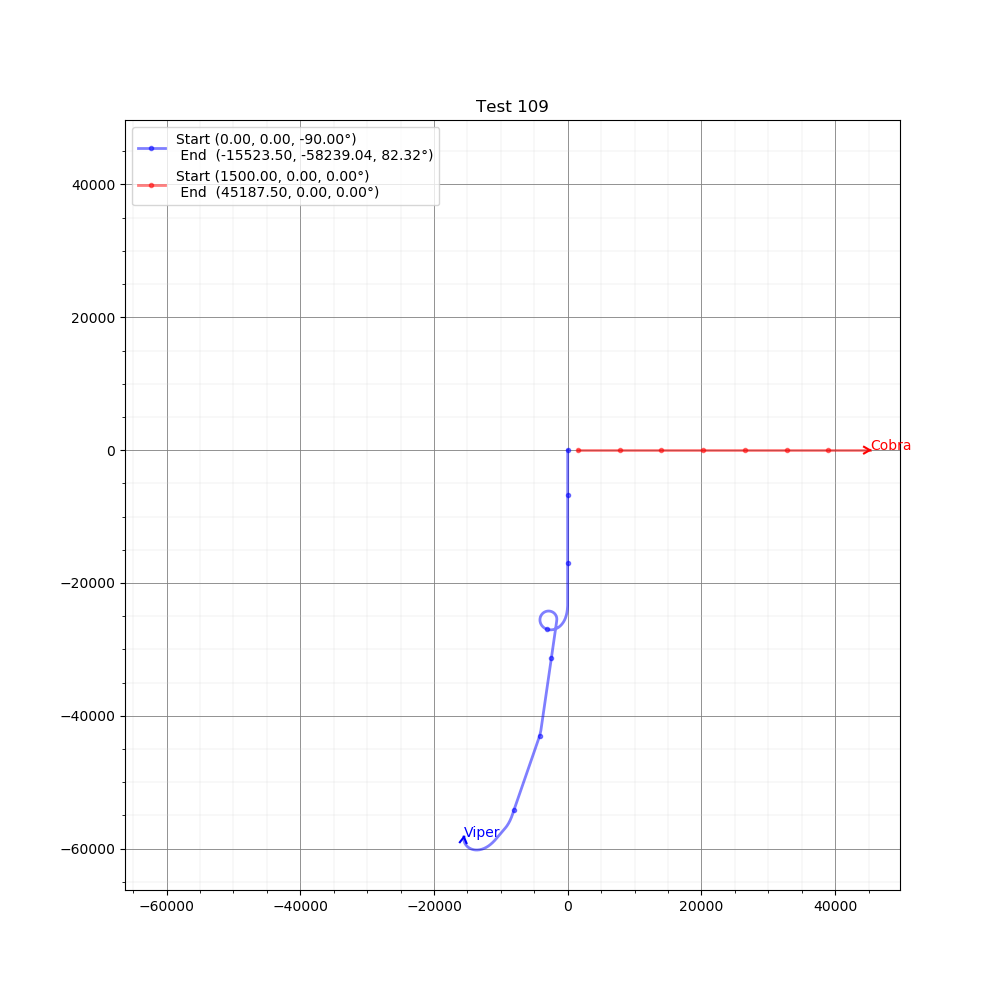 Test 109
Start (0.00, 0.00, -90.00°)
End (-15523.50, -58239.04, 82.32°)
Start (1500.00, 0.00, 0.00°)
End (45187.50, 0.00, 0.00°)
40000
20000
0
−20000
−40000
−60000
Cobra
Viper
−60000
−40000
−20000
0
20000
40000